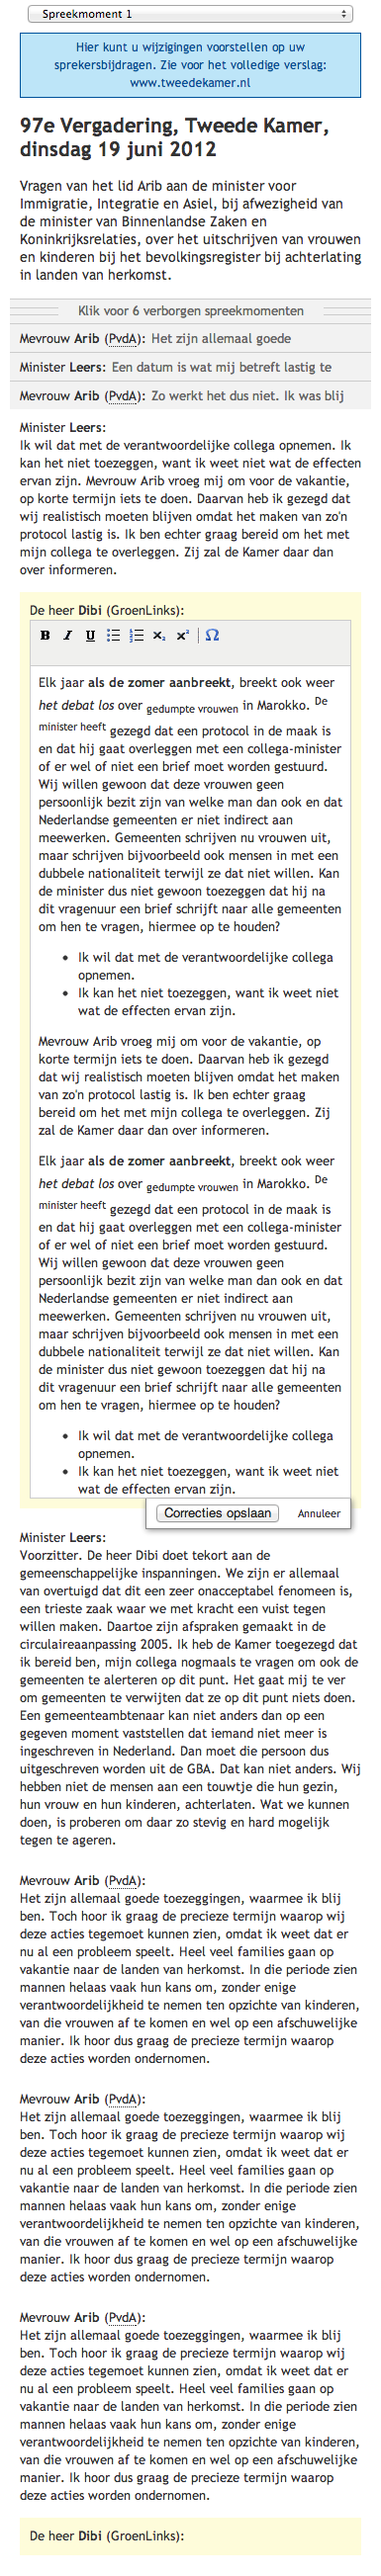 Spreekmoment 1
Hier kunt u wijzigingen voorstellen op uw
sprekersbijdragen. Zie voor het volledige verslag:
www.tweedekamer.nl
97e Vergadering, Tweede Kamer,
dinsdag 19 juni 2012
Vragen van het lid Arib aan de minister voor
Immigratie, Integratie en Asiel, bij afwezigheid van
de minister van Binnenlandse Zaken en
Koninkrijksrelaties, over het uitschrijven van vrouwen
en kinderen bij het bevolkingsregister bij achterlating
in landen van herkomst.
Klik voor 6 verborgen spreekmomenten
Mevrouw Arib (PvdA): Het zijn allemaal goede
Minister Leers: Een datum is wat mij betreft lastig te
Mevrouw Arib (PvdA): Zo werkt het dus niet. Ik was blij
Minister Leers:
Ik wil dat met de verantwoordelijke collega opnemen. Ik
kan het niet toezeggen, want ik weet niet wat de effecten
ervan zijn. Mevrouw Arib vroeg mij om voor de vakantie,
op korte termijn iets te doen. Daarvan heb ik gezegd dat
wij realistisch moeten blijven omdat het maken van zo'n
protocol lastig is. Ik ben echter graag bereid om het met
mijn collega te overleggen. Zij zal de Kamer daar dan
over informeren.
De heer Dibi (GroenLinks):
B I U x₂ x² Ω
Elk jaar als de zomer aanbreekt, breekt ook weer
het debat los over gedumpte vrouwen in Marokko. De
minister heeft gezegd dat een protocol in de maak is
en dat hij gaat overleggen met een collega-minister
of er wel of niet een brief moet worden gestuurd.
Wij willen gewoon dat deze vrouwen geen
persoonlijk bezit zijn van welke man dan ook en dat
Nederlandse gemeenten er niet indirect aan
meewerken. Gemeenten schrijven nu vrouwen uit,
maar schrijven bijvoorbeeld ook mensen in met een
dubbele nationaliteit terwijl ze dat niet willen. Kan
de minister dus niet gewoon toezeggen dat hij na
dit vragenuur een brief schrijft naar alle gemeenten
om hen te vragen, hiermee op te houden?
• Ik wil dat met de verantwoordelijke collega
opnemen.
• Ik kan het niet toezeggen, want ik weet niet
wat de effecten ervan zijn.
Mevrouw Arib vroeg mij om voor de vakantie, op
korte termijn iets te doen. Daarvan heb ik gezegd
dat wij realistisch moeten blijven omdat het maken
van zo'n protocol lastig is. Ik ben echter graag
bereid om het met mijn collega te overleggen. Zij
zal de Kamer daar dan over informeren.
Elk jaar als de zomer aanbreekt, breekt ook weer
het debat los over gedumpte vrouwen in Marokko. De
minister heeft gezegd dat een protocol in de maak is
en dat hij gaat overleggen met een collega-minister
of er wel of niet een brief moet worden gestuurd.
Wij willen gewoon dat deze vrouwen geen
persoonlijk bezit zijn van welke man dan ook en dat
Nederlandse gemeenten er niet indirect aan
meewerken. Gemeenten schrijven nu vrouwen uit,
maar schrijven bijvoorbeeld ook mensen in met een
dubbele nationaliteit terwijl ze dat niet willen. Kan
de minister dus niet gewoon toezeggen dat hij na
dit vragenuur een brief schrijft naar alle gemeenten
om hen te vragen, hiermee op te houden?
• Ik wil dat met de verantwoordelijke collega
opnemen.
• Ik kan het niet toezeggen, want ik weet niet
wat de effecten ervan zijn.
Correcties opslaan Annuleer
Minister Leers:
Voorzitter. De heer Dibi doet tekort aan de
gemeenschappelijke inspanningen. We zijn er allemaal
van overtuigd dat dit een zeer onacceptabel fenomeen is,
een trieste zaak waar we met kracht een vuist tegen
willen maken. Daartoe zijn afspraken gemaakt in de
circulaireaanpassing 2005. Ik heb de Kamer toegezegd dat
ik bereid ben, mijn collega nogmaals te vragen om ook de
gemeenten te alerteren op dit punt. Het gaat mij te ver
om gemeenten te verwijten dat ze op dit punt niets doen.
Een gemeenteambtenaar kan niet anders dan op een
gegeven moment vaststellen dat iemand niet meer is
ingeschreven in Nederland. Dan moet die persoon dus
uitgeschreven worden uit de GBA. Dat kan niet anders. Wij
hebben niet de mensen aan een touwtje die hun gezin,
hun vrouw en hun kinderen, achterlaten. Wat we kunnen
doen, is proberen om daar zo stevig en hard mogelijk
tegen te ageren.
Mevrouw Arib (PvdA):
Het zijn allemaal goede toezeggingen, waarmee ik blij
ben. Toch hoor ik graag de precieze termijn waarop wij
deze acties tegemoet kunnen zien, omdat ik weet dat er
nu al een probleem speelt. Heel veel families gaan op
vakantie naar de landen van herkomst. In die periode zien
mannen helaas vaak hun kans om, zonder enige
verantwoordelijkheid te nemen ten opzichte van kinderen,
van die vrouwen af te komen en wel op een afschuwelijke
manier. Ik hoor dus graag de precieze termijn waarop
deze acties worden ondernomen.
Mevrouw Arib (PvdA):
Het zijn allemaal goede toezeggingen, waarmee ik blij
ben. Toch hoor ik graag de precieze termijn waarop wij
deze acties tegemoet kunnen zien, omdat ik weet dat er
nu al een probleem speelt. Heel veel families gaan op
vakantie naar de landen van herkomst. In die periode zien
mannen helaas vaak hun kans om, zonder enige
verantwoordelijkheid te nemen ten opzichte van kinderen,
van die vrouwen af te komen en wel op een afschuwelijke
manier. Ik hoor dus graag de precieze termijn waarop
deze acties worden ondernomen.
Mevrouw Arib (PvdA):
Het zijn allemaal goede toezeggingen, waarmee ik blij
ben. Toch hoor ik graag de precieze termijn waarop wij
deze acties tegemoet kunnen zien, omdat ik weet dat er
nu al een probleem speelt. Heel veel families gaan op
vakantie naar de landen van herkomst. In die periode zien
mannen helaas vaak hun kans om, zonder enige
verantwoordelijkheid te nemen ten opzichte van kinderen,
van die vrouwen af te komen en wel op een afschuwelijke
manier. Ik hoor dus graag de precieze termijn waarop
deze acties worden ondernomen.
De heer Dibi (GroenLinks):